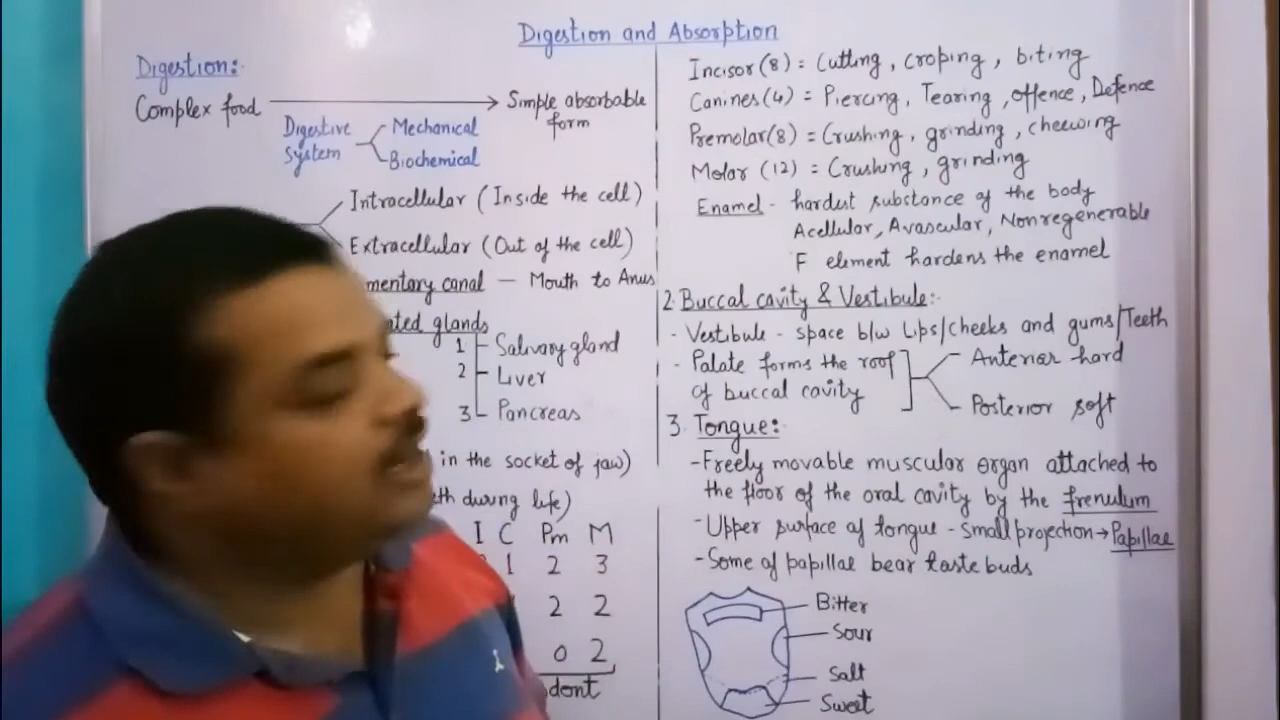 Digestion and Absorption
Digestion:
Complex food → Simple absorbable form
Digestive system
Mechanical
Biochemical
Intracellular (Inside the cell)
Extracellular (Out of the cell)
mentary canal — Mouth to Anus
ated glands
1 Salivary gland
2 Liver
3 Pancreas
in the socket of jaw)
th during life)
I C Pm M
1 2 3
2 2
0 2
dont
Incisor (8) = Cutting, croping, biting
Canines (4) = Piercing, Tearing, offence, Defence
Premolar (8) = Crushing, grinding, cheewing
Molar (12) = Crushing, grinding
Enamel - hardest substance of the body
Acellular, Avascular, Nonregenerable
F element hardens the enamel
2. Buccal cavity & Vestibule:-
- Vestibule - space b/w Lips/cheeks and gums/Teeth
- Palate forms the roof
of buccal cavity
Anterior hard
Posterior soft
3. Tongue:-
- Freely movable muscular organ attached to
the floor of the oral cavity by the frenulum
- Upper surface of tongue - small projection → Papillae
- Some of papillae bear taste buds
Bitter
Sour
Salt
Sweet